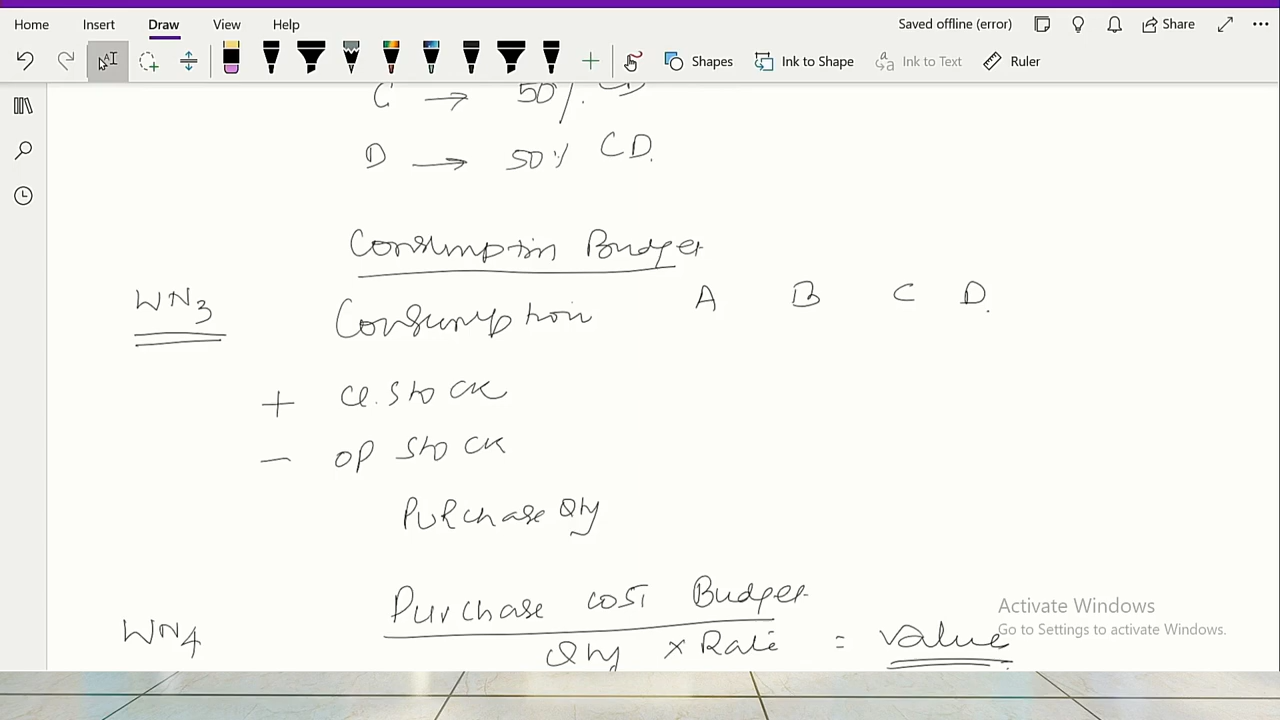 Home Insert Draw View Help Saved offline (error) Share
Shapes Ink to Shape Ink to Text Ruler
C → 50%. CD
D → 50% CD.
Consumptin Budget
WN3 Consumption A B C D.
+ Cl. Stock
- OP Stock
Purchase Qty
Purchase cost Budget
WN4 Qty x Rate = Value
Activate Windows
Go to Settings to activate Windows.